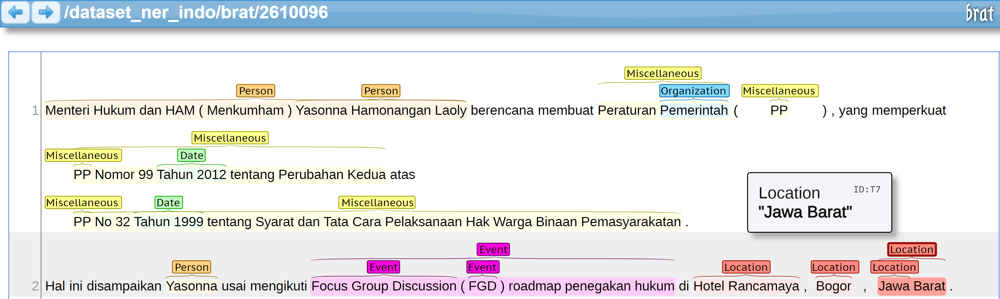 /dataset_ner_indo/brat/2610096
brat
Miscellaneous
Person Person Organization Miscellaneous
1 Menteri Hukum dan HAM ( Menkumham ) Yasonna Hamonangan Laoly berencana membuat Peraturan Pemerintah ( PP ) , yang memperkuat
Miscellaneous
Miscellaneous Date
PP Nomor 99 Tahun 2012 tentang Perubahan Kedua atas
Location ID:T7
"Jawa Barat"
Miscellaneous Date Miscellaneous
PP No 32 Tahun 1999 tentang Syarat dan Tata Cara Pelaksanaan Hak Warga Binaan Pemasyarakatan .
Event Location
Person Event Event Location Location Location
2 Hal ini disampaikan Yasonna usai mengikuti Focus Group Discussion ( FGD ) roadmap penegakan hukum di Hotel Rancamaya , Bogor , Jawa Barat .